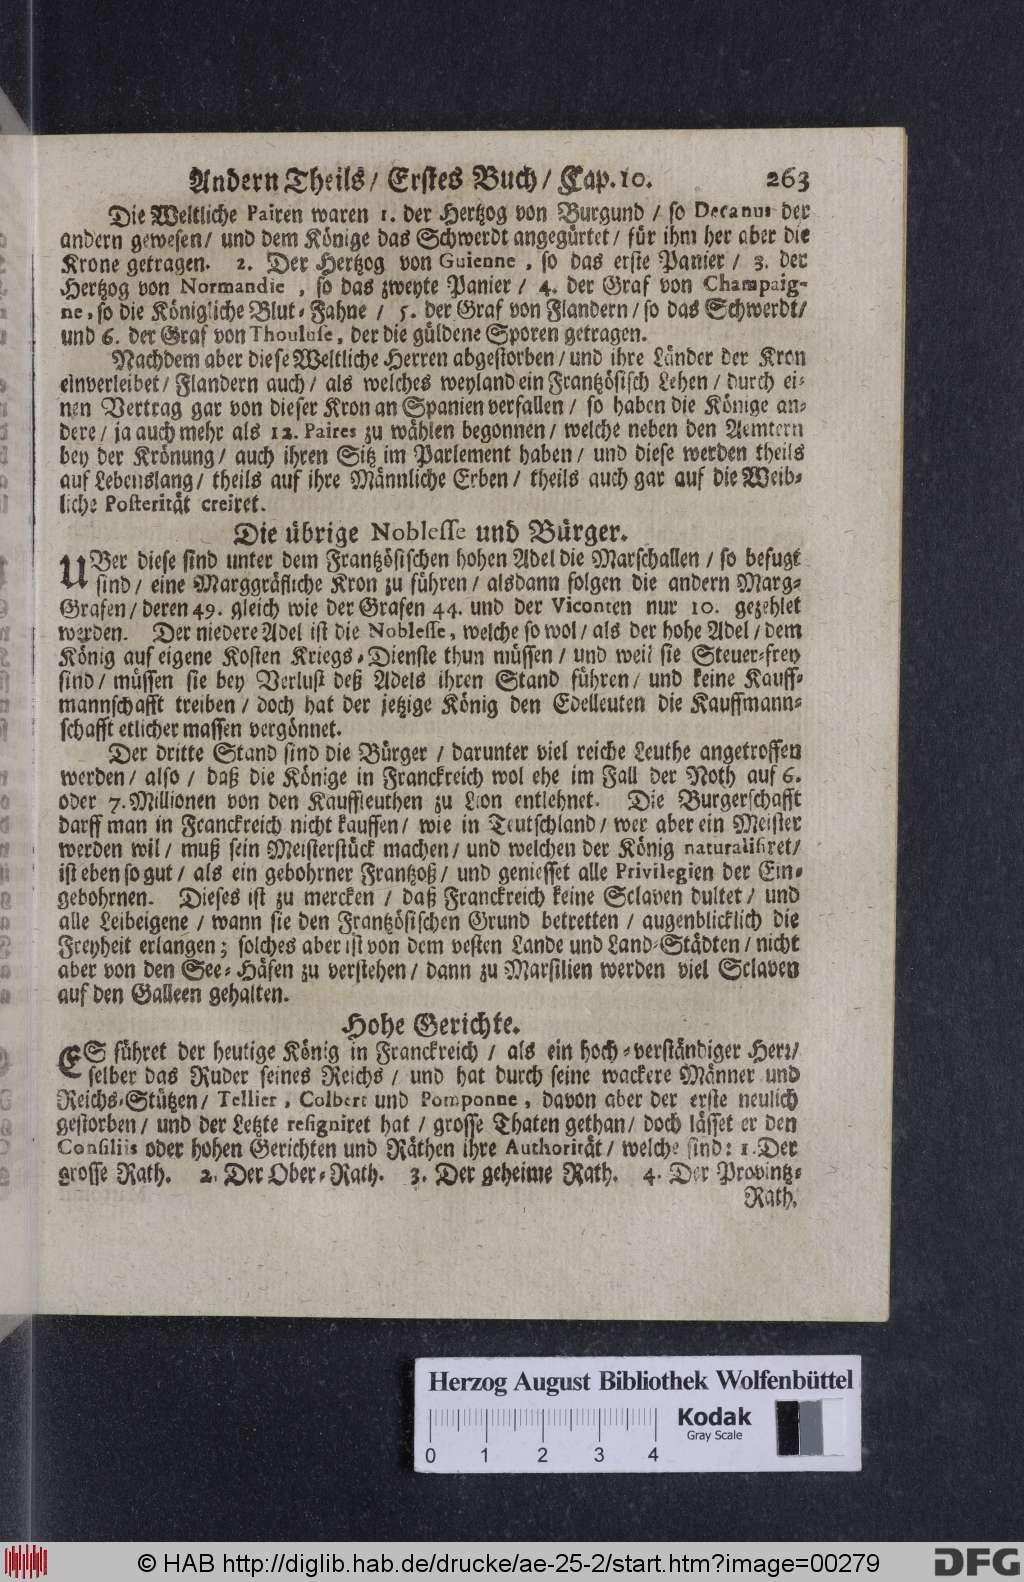 Andern Theils/ Erstes Buch/ Cap. 10. 263
Die Weltliche Pairen waren 1. der Hertzog von Burgund / so Decanus der
andern gewesen/ und dem Könige das Schwerdt angegürtet/ für ihm her aber die
Krone getragen. 2. Der Hertzog von Guienne, so das erste Panier / 3. der
Hertzog von Normandie, so das zweyte Panier / 4. der Graf von Champaig-
ne, so die Königliche Blut-Fahne / 5. der Graf von Flandern/ so das Schwerdt/
und 6. der Graf von Thoulouse, der die güldene Sporen getragen.
Nachdem aber diese Weltliche Herren abgestorben/ und ihre Länder der Kron
einverleibet/ Flandern auch/ als welches weyland ein Frantzösisch Lehen/ durch ei-
nen Vertrag gar von dieser Kron an Spanien verfallen/ so haben die Könige an-
dere/ ja auch mehr als 12. Paires zu wählen begonnen/ welche neben den Aemtern
bey der Krönung/ auch ihren Sitz im Parlement haben/ und diese werden theils
auf Lebenslang/ theils auf ihre Männliche Erben/ theils auch gar auf die Weib-
liche Posterität creiret.
Die übrige Noblesse und Bürger.
UBer diese sind unter dem Frantzösischen hohen Adel die Marschallen / so befugt
sind/ eine Marggräfliche Kron zu führen/ alsdann folgen die andern Marg-
Grafen/ deren 49. gleich wie der Grafen 44. und der Viconten nur 10. gezehlet
werden. Der niedere Adel ist die Noblesse, welche so wol/ als der hohe Adel/ dem
König auf eigene Kosten Kriegs-Dienste thun müssen/ und weil sie Steuer-frey
sind/ müssen sie bey Verlust deß Adels ihren Stand führen/ und keine Kauff-
mannschafft treiben/ doch hat der jetzige König den Edelleuten die Kauffmann-
schafft etlicher massen vergönnet.
Der dritte Stand sind die Bürger / darunter viel reiche Leuthe angetroffen
werden/ also / daß die Könige in Franckreich wol ehe im Fall der Noth auf 6.
oder 7. Millionen von den Kauffleuthen zu Lion entlehnet. Die Burgerschafft
darff man in Franckreich nicht kauffen/ wie in Teutschland/ wer aber ein Meister
werden wil/ muß sein Meisterstück machen/ und welchen der König naturalisiret/
ist eben so gut/ als ein gebohrner Frantzoß/ und geniesset alle Privilegien der Ein-
gebohrnen. Dieses ist zu mercken/ daß Franckreich keine Sclaven dultet/ und
alle Leibeigene / wann sie den Frantzösischen Grund betretten / augenblicklich die
Freyheit erlangen; solches aber ist von dem vesten Lande und Land-Städten/ nicht
aber von den See-Häfen zu verstehen/ dann zu Marsilien werden viel Sclaven
auf den Galleen gehalten.
Hohe Gerichte.
ES führet der heutige König in Franckreich / als ein hoch-verständiger Herr/
selber das Ruder seines Reichs / und hat durch seine wackere Männer und
Reichs-Stützen/ Tellier, Colbert und Pomponne, davon aber der erste neulich
gestorben/ und der Letzte resigniret hat/ grosse Thaten gethan/ doch lässet er den
Consiliis oder hohen Gerichten und Räthen ihre Authorität/ welche sind: 1. Der
grosse Rath. 2. Der Ober-Rath. 3. Der geheime Rath. 4. Der Provintz-
Rath.
Herzog August Bibliothek Wolfenbüttel
0 1 2 3 4
Kodak
Gray Scale
© HAB http://diglib.hab.de/drucke/ae-25-2/start.htm?image=00279
DFG